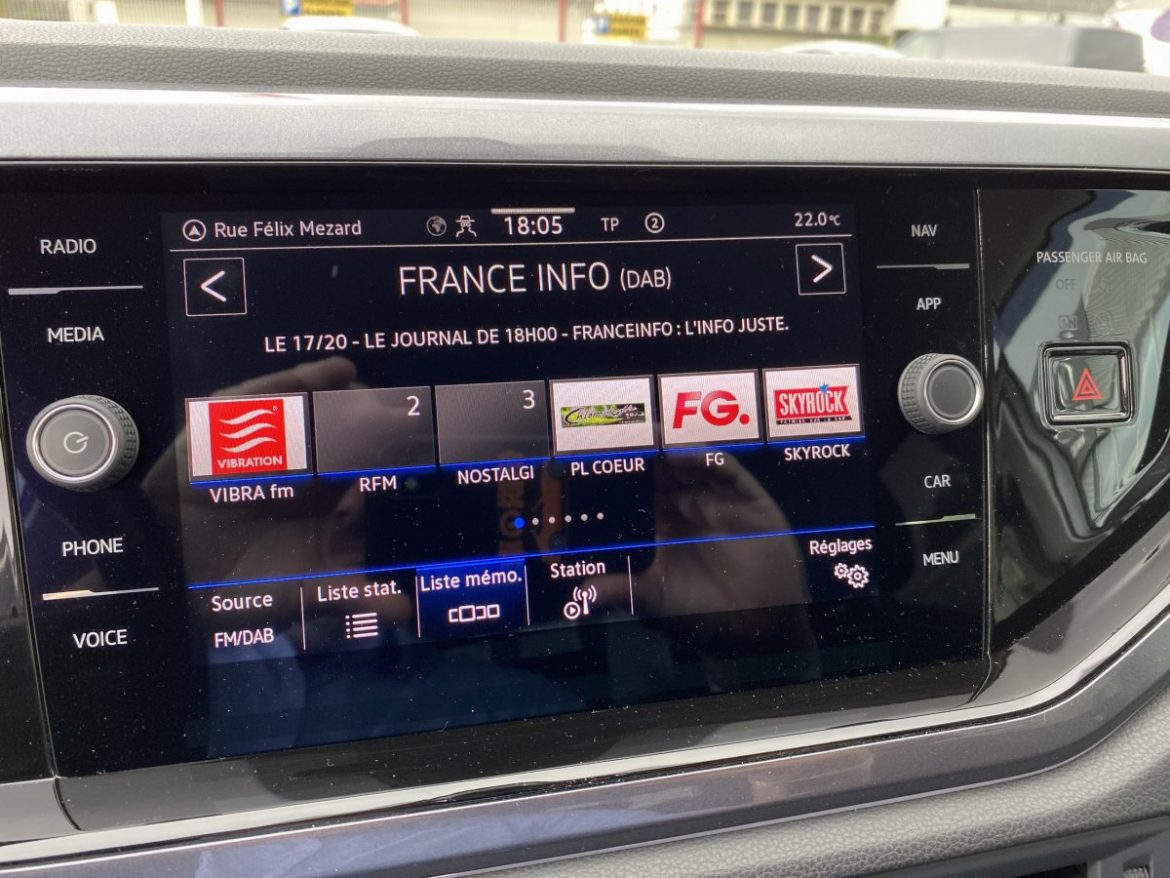 RADIO
MEDIA
PHONE
VOICE
Rue Félix Mezard
18:05
TP
2
22.0°C
<
FRANCE INFO (DAB)
>
LE 17/20 - LE JOURNAL DE 18H00 - FRANCEINFO : L'INFO JUSTE.
VIBRATION
2
3
FG.
SKYROCK
VIBRA fm
RFM
NOSTALGI
PL COEUR
FG
SKYROCK
Source
FM/DAB
Liste stat.
Liste mémo.
Station
Réglages
NAV
APP
CAR
MENU
PASSENGER AIR BAG
OFF
ON